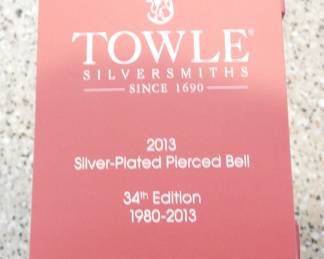 TOWLE®
SILVERSMITHS
SINCE 1690
2013
Silver-Plated Pierced Bell
34th Edition
1980-2013